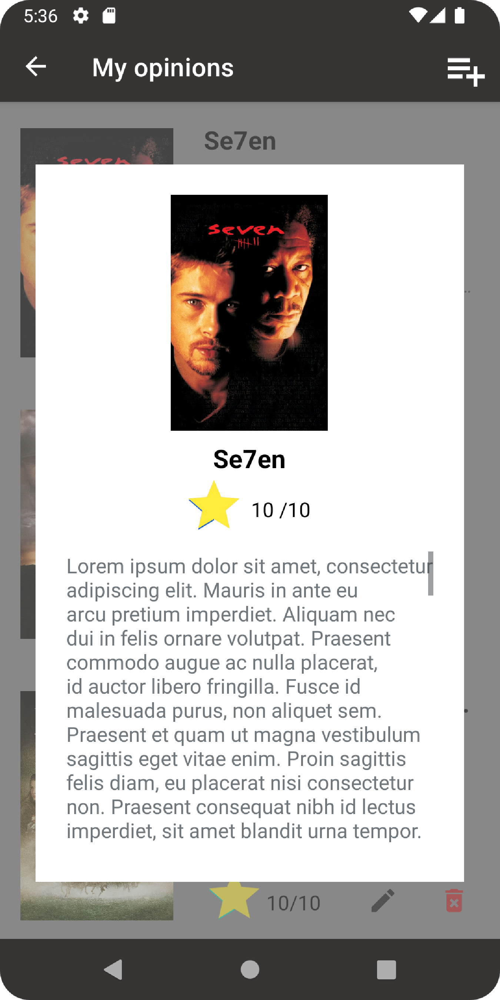 5:36
My opinions
Se7en
seven
seven
Se7en
10 /10
Lorem ipsum dolor sit amet, consectetur
adipiscing elit. Mauris in ante eu
arcu pretium imperdiet. Aliquam nec
dui in felis ornare volutpat. Praesent
commodo augue ac nulla placerat,
id auctor libero fringilla. Fusce id
malesuada purus, non aliquet sem.
Praesent et quam ut magna vestibulum
sagittis eget vitae enim. Proin sagittis
felis diam, eu placerat nisi consectetur
non. Praesent consequat nibh id lectus
imperdiet, sit amet blandit urna tempor.
10/10